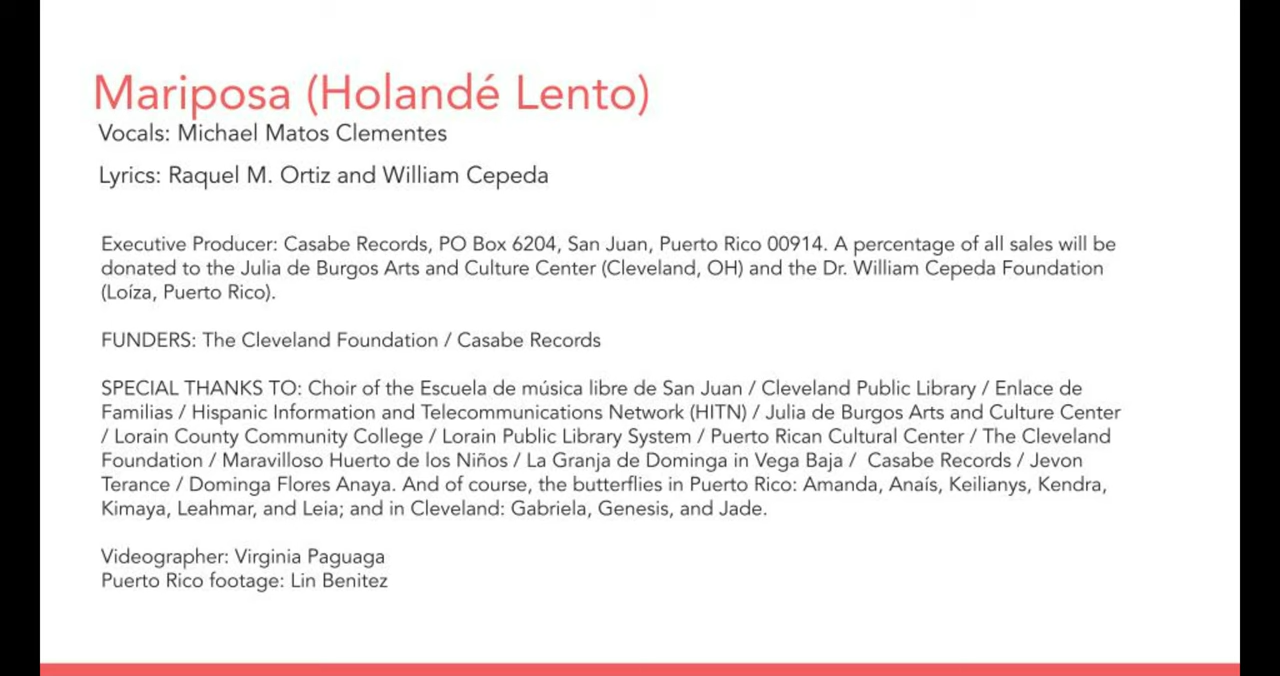 Mariposa (Holandé Lento)
Vocals: Michael Matos Clementes
Lyrics: Raquel M. Ortiz and William Cepeda
Executive Producer: Casabe Records, PO Box 6204, San Juan, Puerto Rico 00914. A percentage of all sales will be
donated to the Julia de Burgos Arts and Culture Center (Cleveland, OH) and the Dr. William Cepeda Foundation
(Loíza, Puerto Rico).
FUNDERS: The Cleveland Foundation / Casabe Records
SPECIAL THANKS TO: Choir of the Escuela de música libre de San Juan / Cleveland Public Library / Enlace de
Familias / Hispanic Information and Telecommunications Network (HITN) / Julia de Burgos Arts and Culture Center
/ Lorain County Community College / Lorain Public Library System / Puerto Rican Cultural Center / The Cleveland
Foundation / Maravilloso Huerto de los Niños / La Granja de Dominga in Vega Baja /  Casabe Records / Jevon
Terance / Dominga Flores Anaya. And of course, the butterflies in Puerto Rico: Amanda, Anaís, Keilianys, Kendra,
Kimaya, Leahmar, and Leia; and in Cleveland: Gabriela, Genesis, and Jade.
Videographer: Virginia Paguaga
Puerto Rico footage: Lin Benitez